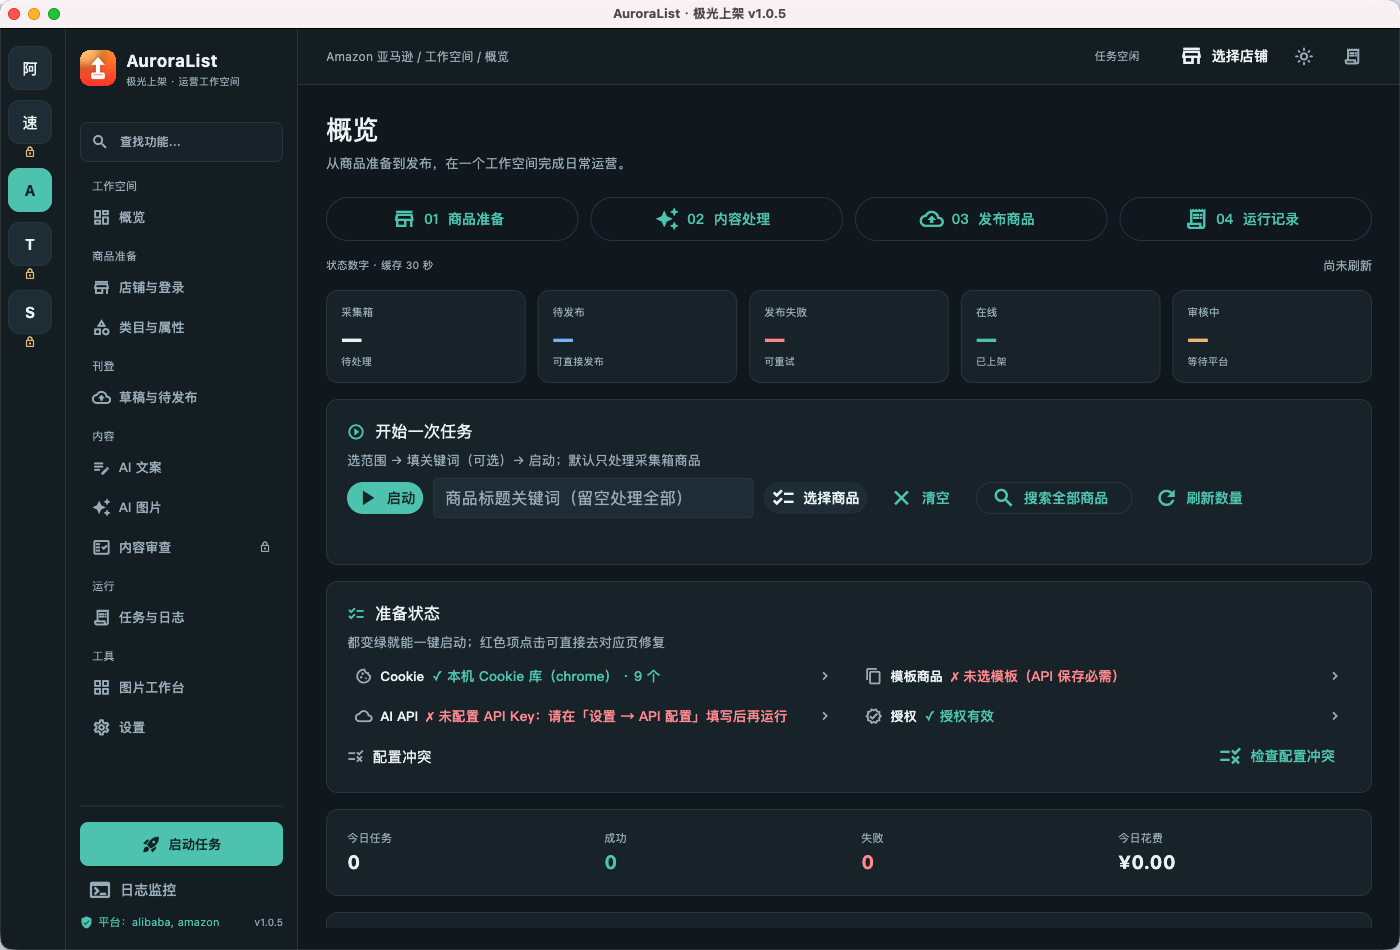 AuroraList · 极光上架 v1.0.5
阿
速
A
T
S
AuroraList
极光上架 · 运营工作空间
查找功能...
工作空间
概览
商品准备
店铺与登录
类目与属性
刊登
草稿与待发布
内容
AI 文案
AI 图片
内容审查
运行
任务与日志
工具
图片工作台
设置
启动任务
日志监控
平台: alibaba, amazon v1.0.5
Amazon 亚马逊 / 工作空间 / 概览
任务空闲
选择店铺
概览
从商品准备到发布，在一个工作空间完成日常运营。
01 商品准备
02 内容处理
03 发布商品
04 运行记录
状态数字 · 缓存 30 秒
尚未刷新
采集箱
—
待处理
待发布
—
可直接发布
发布失败
—
可重试
在线
—
已上架
审核中
—
等待平台
开始一次任务
选范围 → 填关键词（可选）→ 启动；默认只处理采集箱商品
启动
商品标题关键词（留空处理全部）
选择商品
清空
搜索全部商品
刷新数量
准备状态
都变绿就能一键启动；红色项点击可直接去对应页修复
Cookie ✓ 本机 Cookie 库（chrome） · 9 个
模板商品 ✗ 未选模板（API 保存必需）
AI API ✗ 未配置 API Key：请在「设置 → API 配置」填写后再运行
授权 ✓ 授权有效
配置冲突
检查配置冲突
今日任务
0
成功
0
失败
0
今日花费
¥0.00